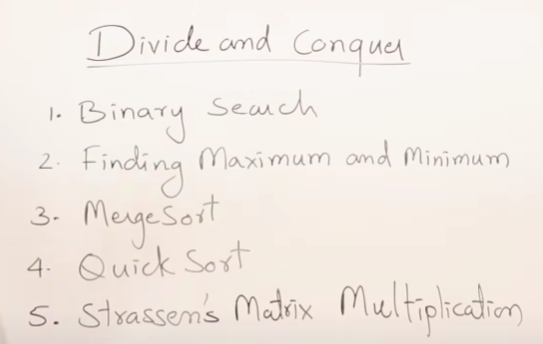 Divide and Conquer
1. Binary Search
2. Finding Maximum and Minimum
3. MergeSort
4. Quick Sort
5. Strassen's Matrix Multiplication